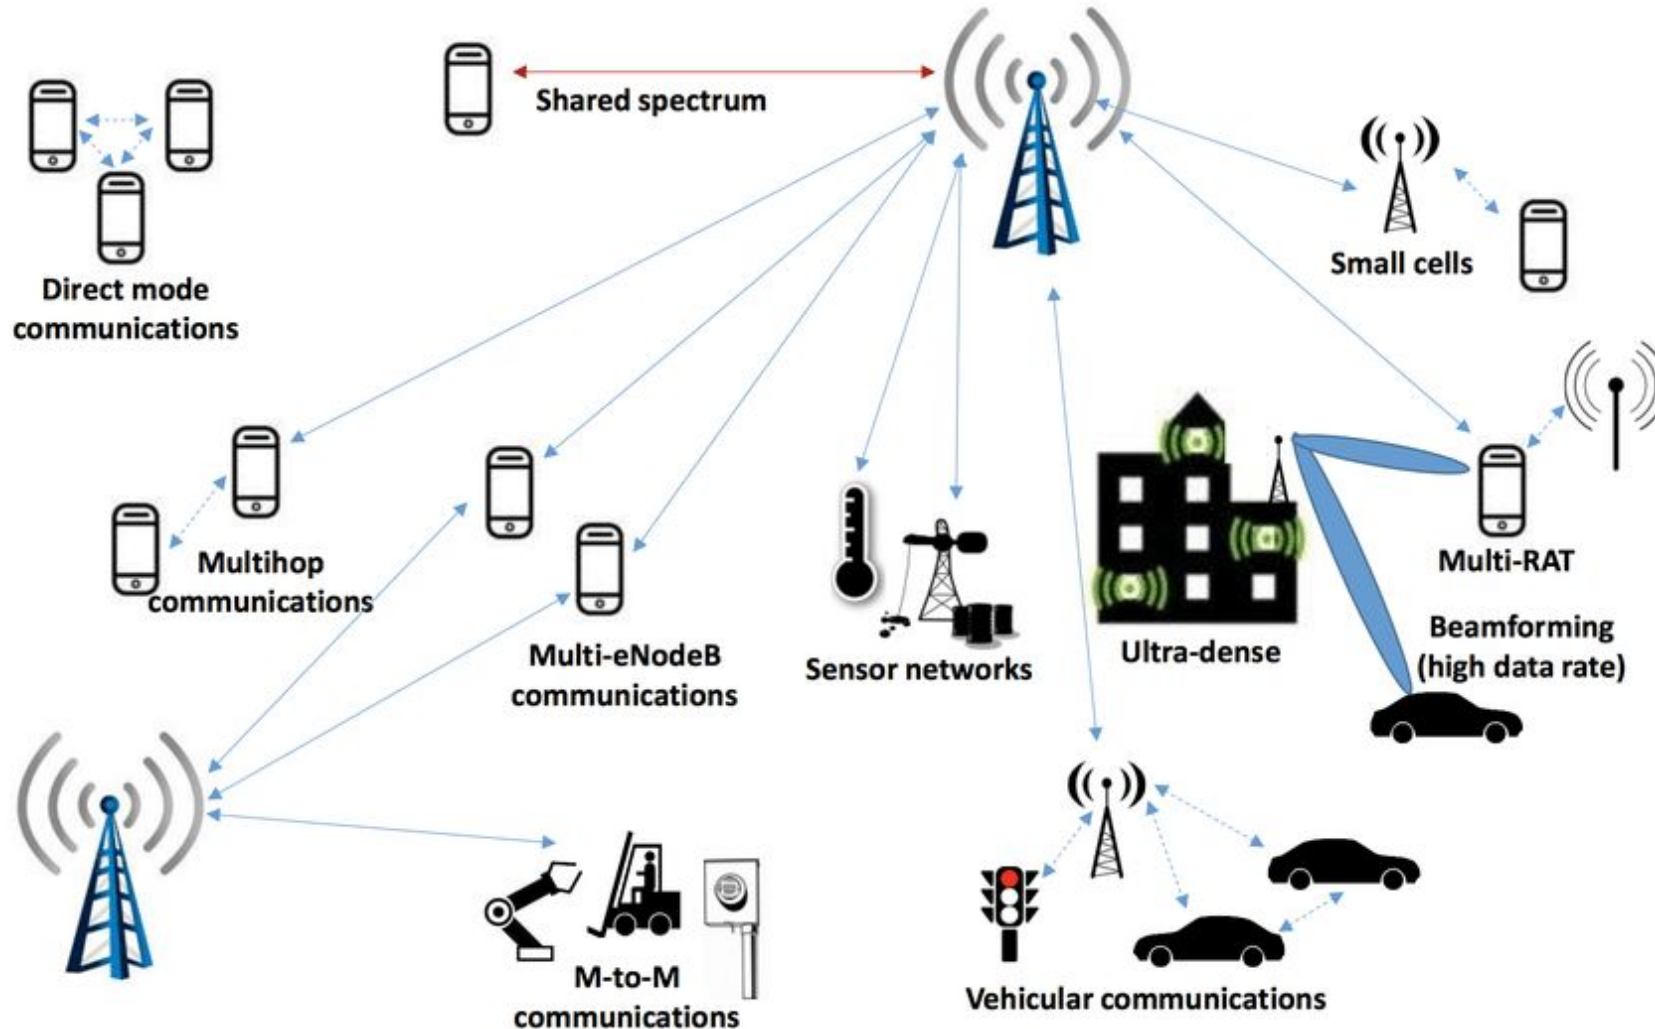 Shared spectrum
Direct mode
communications
Small cells
Multihop
communications
Multi-eNodeB
communications
Sensor networks
Ultra-dense
Multi-RAT
Beamforming
(high data rate)
M-to-M
communications
Vehicular communications